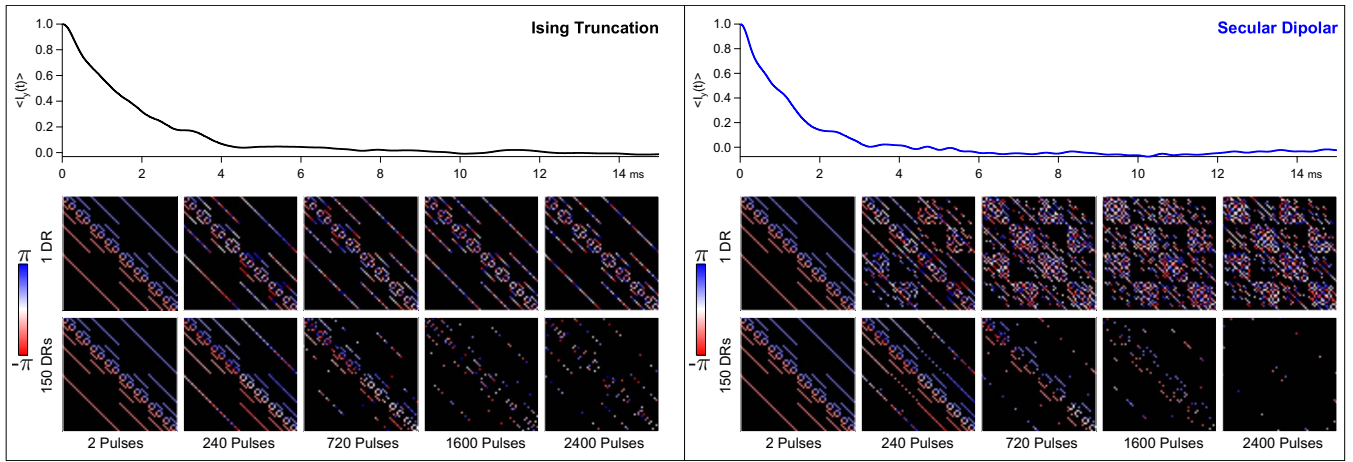 Ising Truncation
<Iy(t)>
1.0
0.8
0.6
0.4
0.2
0.0
0 2 4 6 8 10 12 14 ms
π
-π
1 DR
150 DRs
2 Pulses 240 Pulses 720 Pulses 1600 Pulses 2400 Pulses
Secular Dipolar
<Iy(t)>
1.0
0.8
0.6
0.4
0.2
0.0
0 2 4 6 8 10 12 14 ms
π
-π
1 DR
150 DRs
2 Pulses 240 Pulses 720 Pulses 1600 Pulses 2400 Pulses